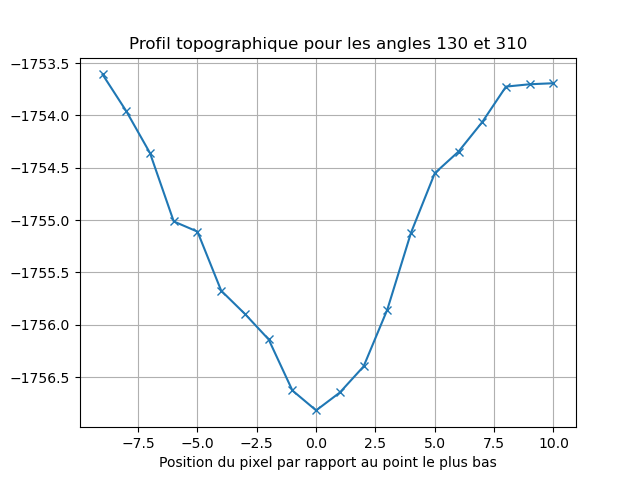 Profil topographique pour les angles 130 et 310
−1753.5
−1754.0
−1754.5
−1755.0
−1755.5
−1756.0
−1756.5
−7.5 −5.0 −2.5 0.0 2.5 5.0 7.5 10.0
Position du pixel par rapport au point le plus bas